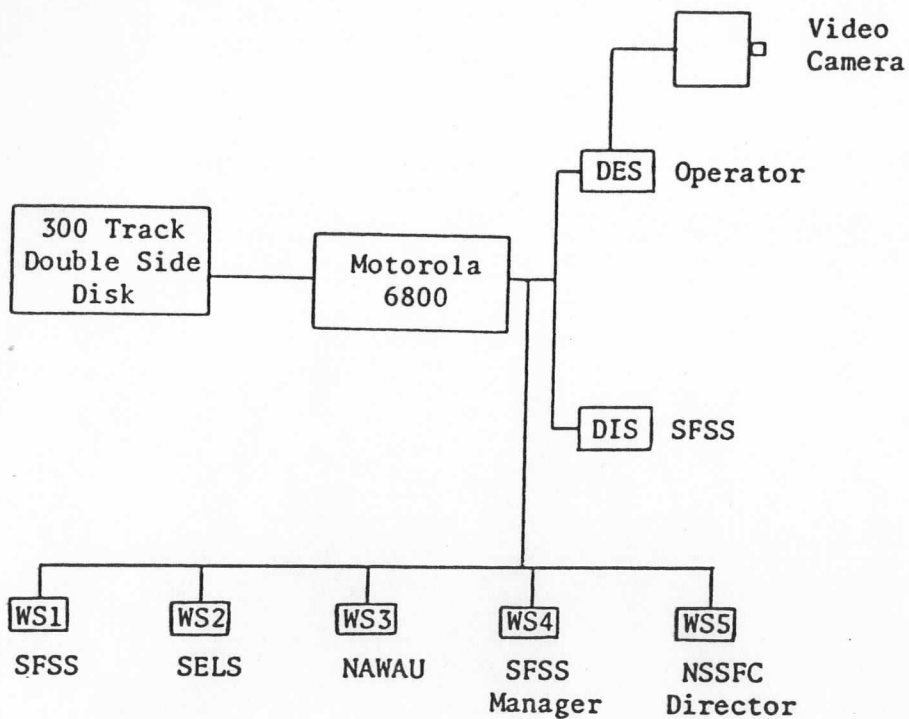 Video
Camera
DES Operator
300 Track
Double Side
Disk
Motorola
6800
DIS SFSS
WS1
SFSS
WS2
SELS
WS3
NAWAU
WS4
SFSS
Manager
WS5
NSSFC
Director